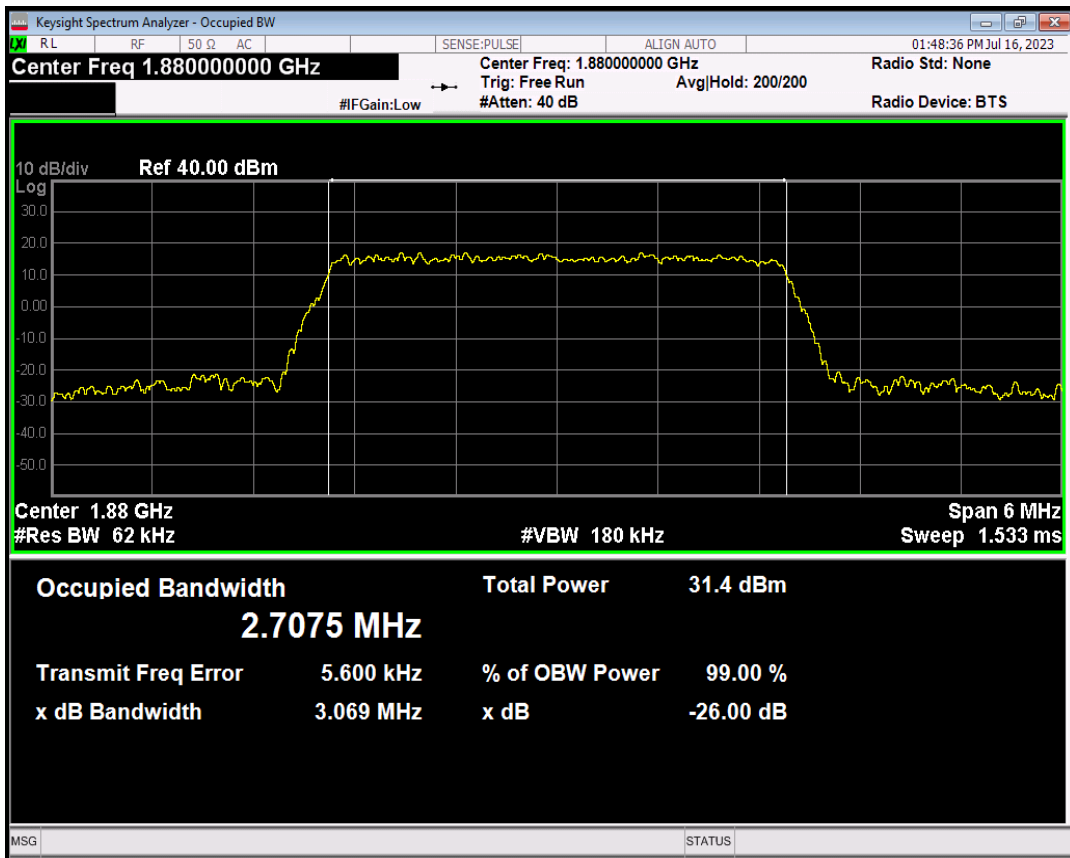 Keysight Spectrum Analyzer - Occupied BW
LXI RL RF 50 Ω AC SENSE:PULSE ALIGN AUTO 01:48:36 PM Jul 16, 2023
Center Freq 1.880000000 GHz Center Freq: 1.880000000 GHz Radio Std: None
Trig: Free Run Avg|Hold: 200/200
#IFGain:Low #Atten: 40 dB Radio Device: BTS
10 dB/div Ref 40.00 dBm
Log
30.0
20.0
10.0
0.00
-10.0
-20.0
-30.0
-40.0
-50.0
Center 1.88 GHz Span 6 MHz
#Res BW 62 kHz #VBW 180 kHz Sweep 1.533 ms
Occupied Bandwidth Total Power 31.4 dBm
2.7075 MHz
Transmit Freq Error 5.600 kHz % of OBW Power 99.00 %
x dB Bandwidth 3.069 MHz x dB -26.00 dB
MSG STATUS